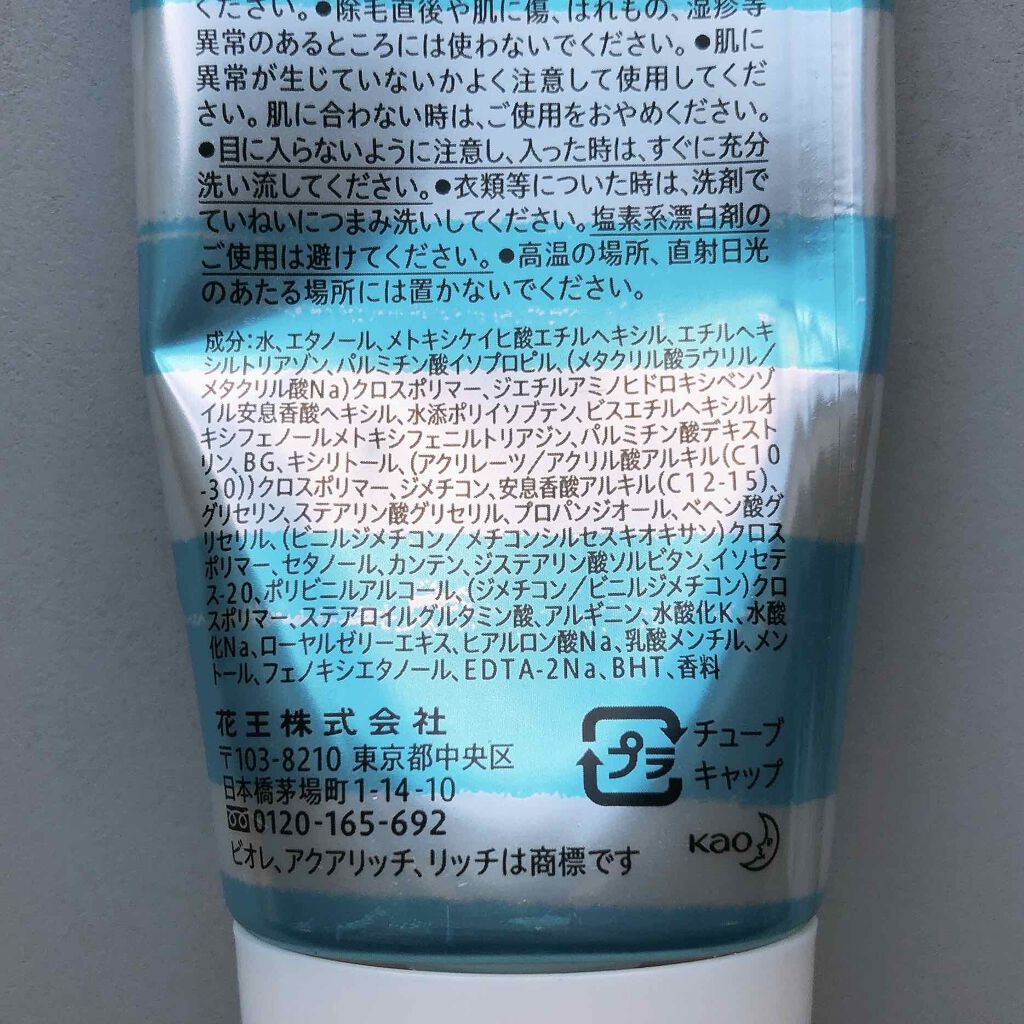 ください。●除毛直後や肌に傷、はれもの、湿疹等
異常のあるところには使わないでください。●肌に
異常が生じていないかよく注意して使用してくだ
さい。肌に合わない時は、ご使用をおやめください。
●目に入らないように注意し、入った時は、すぐに充分
洗い流してください。●衣類等についた時は、洗剤で
ていねいにつまみ洗いしてください。塩素系漂白剤の
ご使用は避けてください。●高温の場所、直射日光
のあたる場所には置かないでください。
成分：水、エタノール、メトキシケイヒ酸エチルヘキシル、エチルヘキ
シルトリアゾン、パルミチン酸イソプロピル、(メタクリル酸ラウリル／
メタクリル酸Na)クロスポリマー、ジエチルアミノヒドロキシベンゾ
イル安息香酸ヘキシル、水添ポリイソブテン、ビスエチルヘキシルオ
キシフェノールメトキシフェニルトリアジン、パルミチン酸デキスト
リン、BG、キシリトール、(アクリレーツ／アクリル酸アルキル(C10
-30))クロスポリマー、ジメチコン、安息香酸アルキル(C12-15)、
グリセリン、ステアリン酸グリセリル、プロパンジオール、ベヘン酸グ
リセリル、(ビニルジメチコン／メチコンシルセスキオキサン)クロス
ポリマー、セタノール、カンテン、ジステアリン酸ソルビタン、イソセテ
ス-20、ポリビニルアルコール、(ジメチコン／ビニルジメチコン)クロ
スポリマー、ステアロイルグルタミン酸、アルギニン、水酸化K、水酸
化Na、ローヤルゼリーエキス、ヒアルロン酸Na、乳酸メンチル、メン
トール、フェノキシエタノール、EDTA-2Na、BHT、香料
花王株式会社
〒103-8210 東京都中央区
日本橋茅場町1-14-10
0120-165-692
ビオレ、アクアリッチ、リッチは商標です
プラ
チューブ
キャップ
Kao